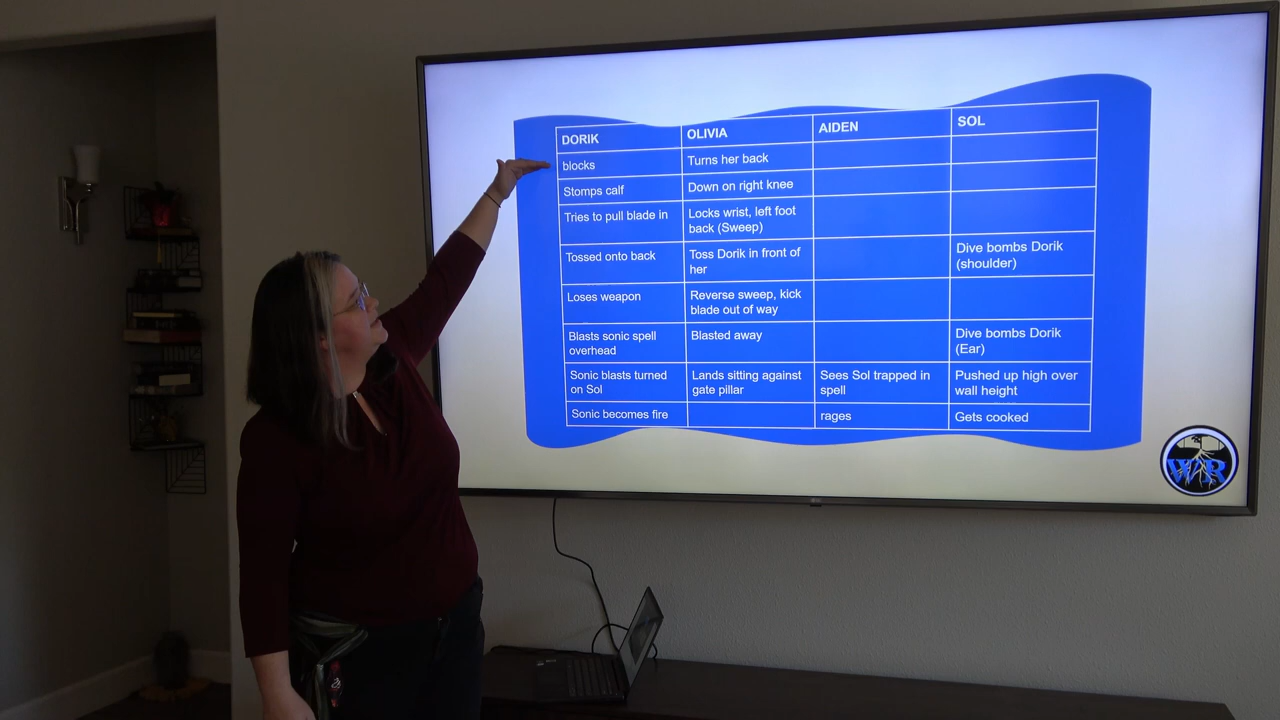 DORIK OLIVIA AIDEN SOL
blocks Turns her back
Stomps calf Down on right knee
Tries to pull blade in Locks wrist, left foot
back (Sweep)
Tossed onto back Toss Dorik in front of
her Dive bombs Dorik
(shoulder)
Loses weapon Reverse sweep, kick
blade out of way
Blasts sonic spell
overhead Blasted away Dive bombs Dorik
(Ear)
Sonic blasts turned
on Sol Lands sitting against
gate pillar Sees Sol trapped in
spell Pushed up high over
wall height
Sonic becomes fire rages Gets cooked
WR